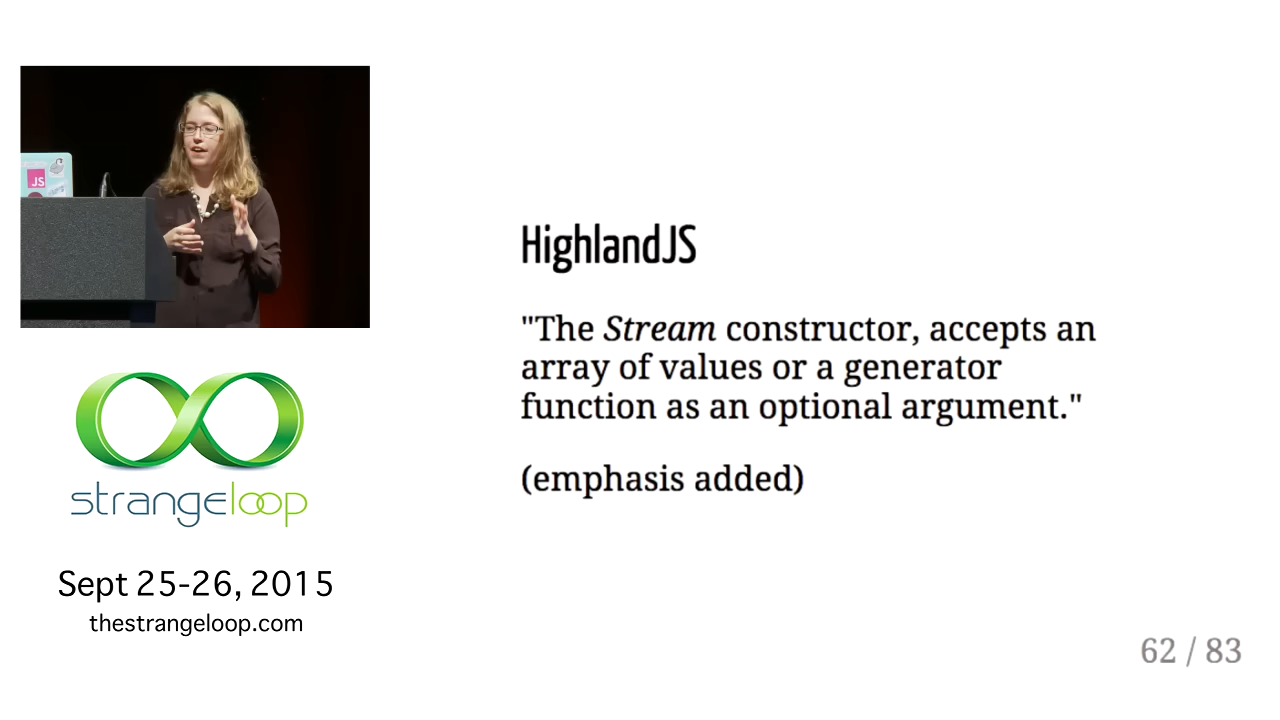 JS
strangeloop
Sept 25-26, 2015
thestrangeloop.com
HighlandJS
"The Stream constructor, accepts an
array of values or a generator
function as an optional argument."
(emphasis added)
62 / 83